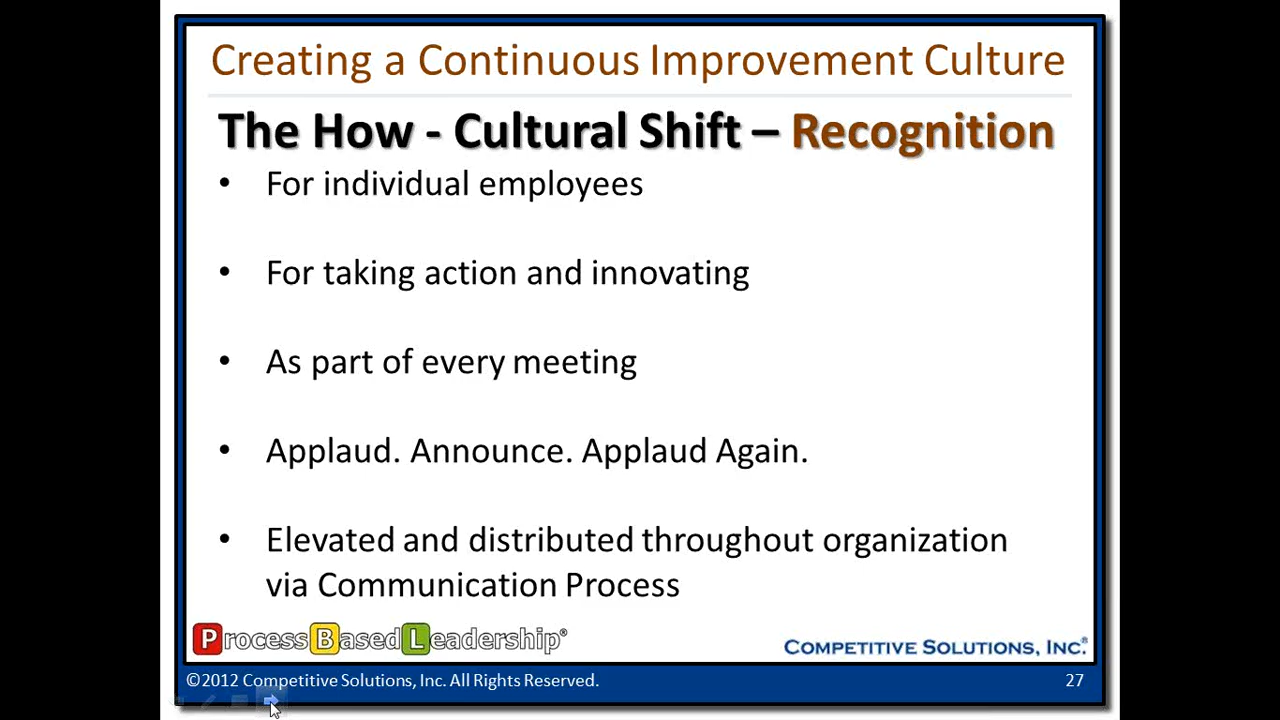 Creating a Continuous Improvement Culture
The How - Cultural Shift – Recognition
• For individual employees
• For taking action and innovating
• As part of every meeting
• Applaud. Announce. Applaud Again.
• Elevated and distributed throughout organization
via Communication Process
ProcessBasedLeadership®
COMPETITIVE SOLUTIONS, INC.®
©2012 Competitive Solutions, Inc. All Rights Reserved.
27